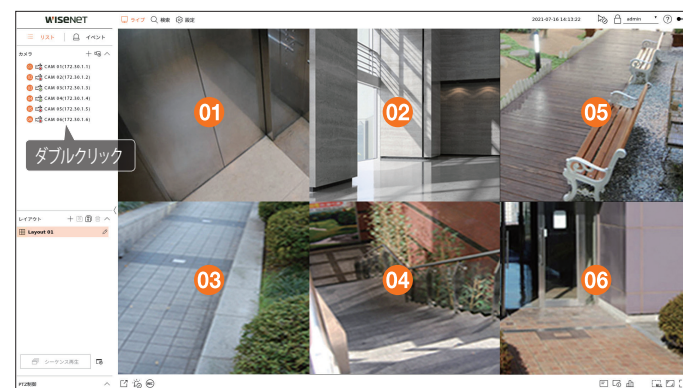 WISENET
ライブ 検索 設定
2021-07-16 14:13:22
admin
リスト イベント
カメラ
CAM 01(172.30.1.1)
CAM 02(172.30.1.2)
CAM 03(172.30.1.3)
CAM 04(172.30.1.4)
CAM 05(172.30.1.5)
CAM 06(172.30.1.6)
ダブルクリック
01
02
05
レイアウト
Layout 01
03
04
06
シーケンス再生
PTZ制御